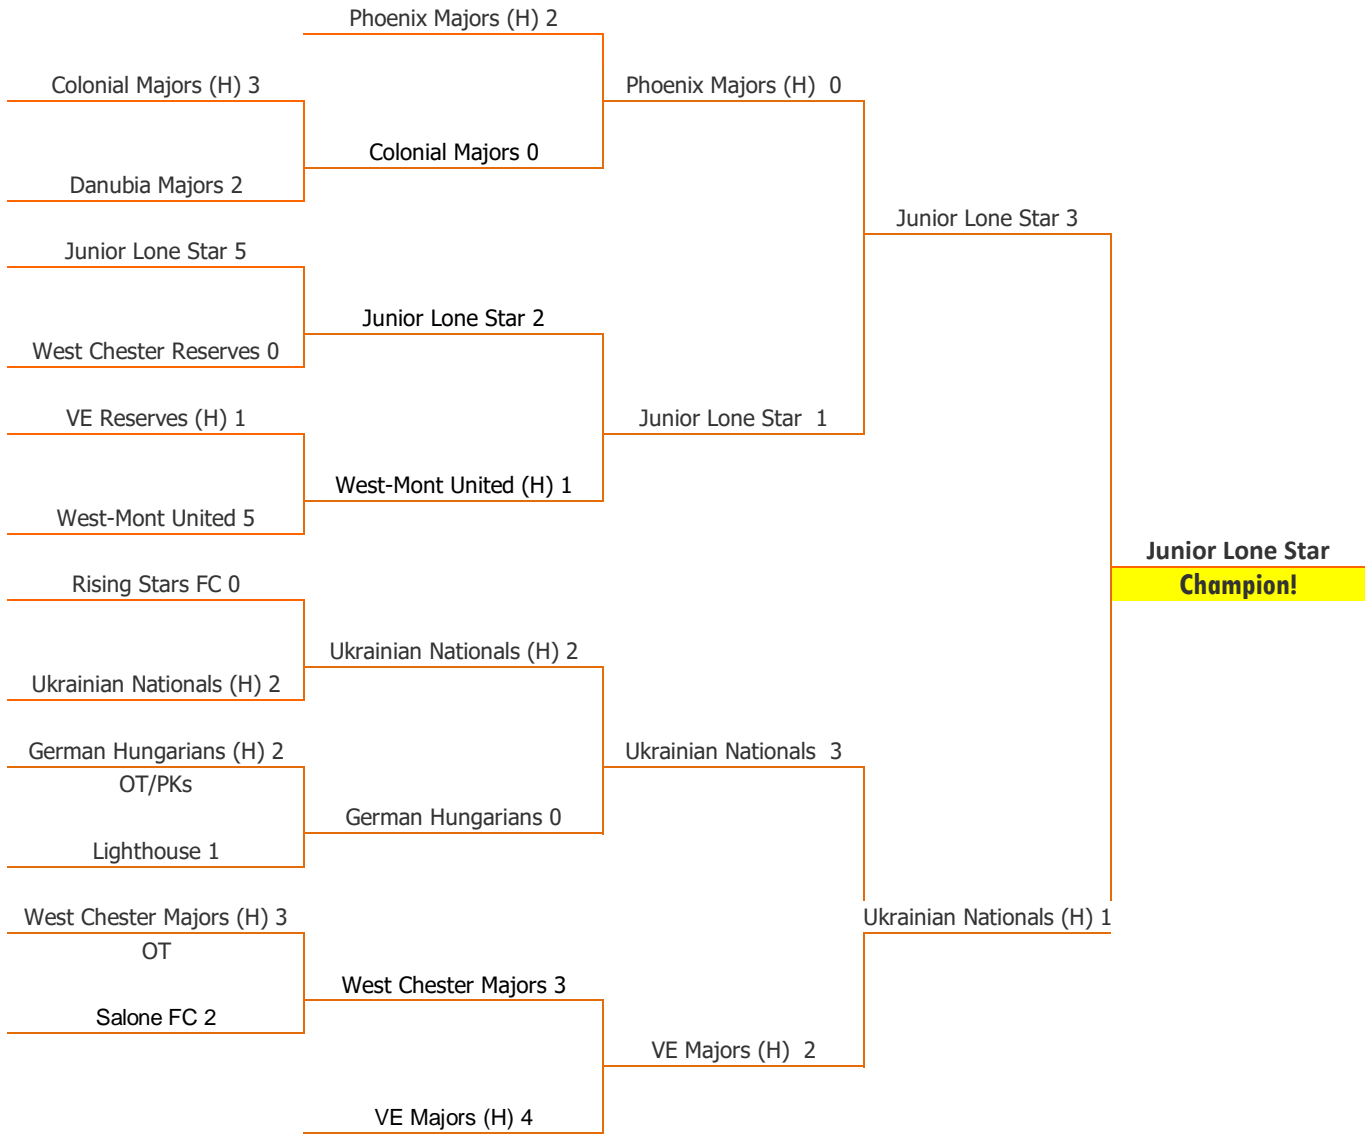 Phoenix Majors (H) 2
Colonial Majors (H) 3
Phoenix Majors (H)  0
Colonial Majors 0
Danubia Majors 2
Junior Lone Star 3
Junior Lone Star 5
Junior Lone Star 2
West Chester Reserves 0
VE Reserves (H) 1
Junior Lone Star  1
West-Mont United (H) 1
West-Mont United 5
Junior Lone Star
Champion!
Rising Stars FC 0
Ukrainian Nationals (H) 2
Ukrainian Nationals (H) 2
German Hungarians (H) 2
Ukrainian Nationals  3
OT/PKs
German Hungarians 0
Lighthouse 1
West Chester Majors (H) 3
Ukrainian Nationals (H) 1
OT
West Chester Majors 3
Salone FC 2
VE Majors (H)  2
VE Majors (H) 4